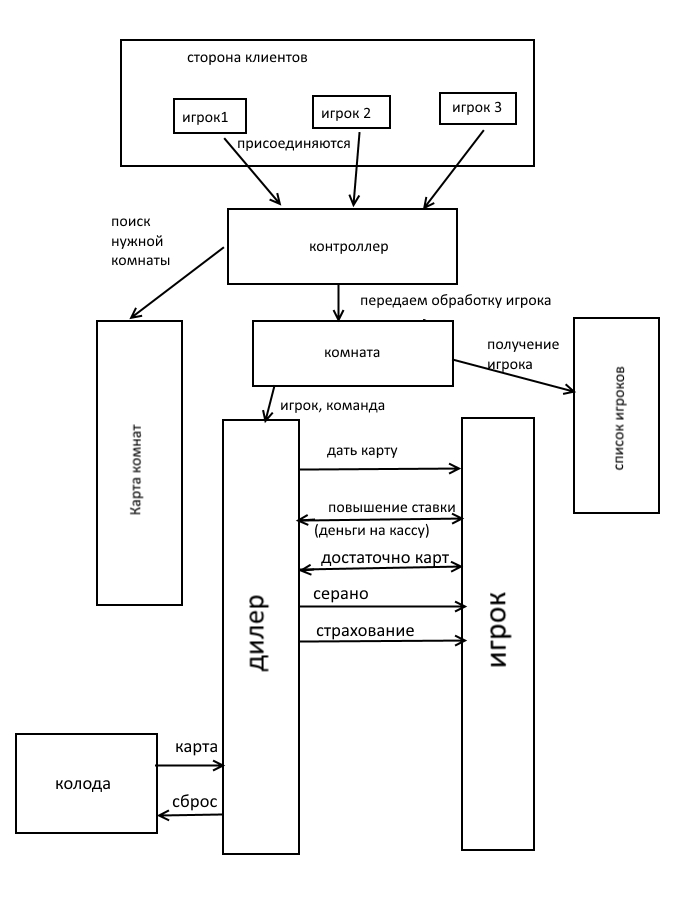 сторона клиентов
игрок1
игрок 2
игрок 3
присоединяются
поиск
нужной
комнаты
контроллер
передаем обработку игрока
комната
получение
игрока
игрок, команда
Карта комнат
список игроков
дать карту
повышение ставки
(деньги на кассу)
достаточно карт
серано
страхование
дилер
игрок
карта
колода
сброс